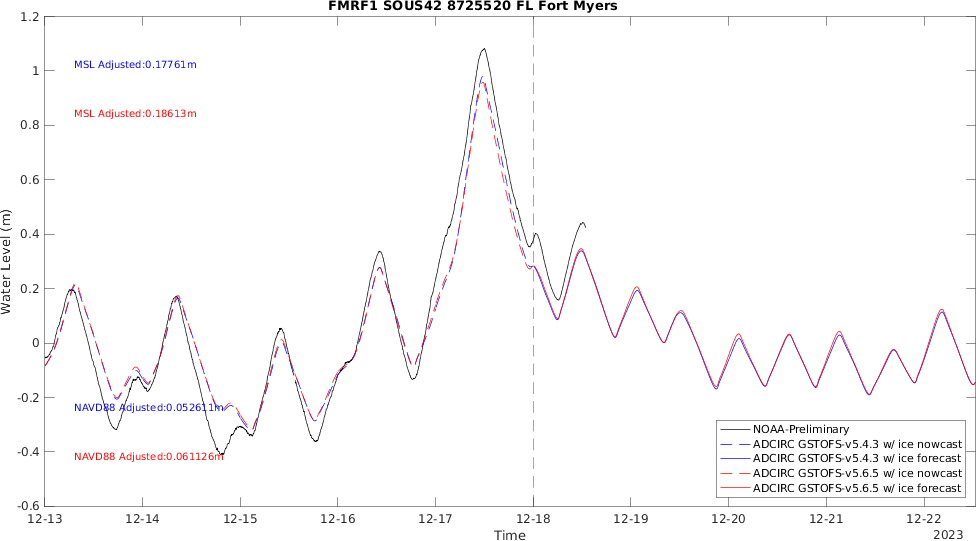 FMRF1 SOUS42 8725520 FL Fort Myers
1.2
1
0.8
0.6
0.4
0.2
0
-0.2
-0.4
-0.6
Water Level (m)
MSL Adjusted:0.17761m
MSL Adjusted:0.18613m
NAVD88 Adjusted:0.052611m
NAVD88 Adjusted:0.061126m
NOAA-Preliminary
ADCIRC GSTOFS-v5.4.3 w/ ice nowcast
ADCIRC GSTOFS-v5.4.3 w/ ice forecast
ADCIRC GSTOFS-v5.6.5 w/ ice nowcast
ADCIRC GSTOFS-v5.6.5 w/ ice forecast
12-13 12-14 12-15 12-16 12-17 12-18 12-19 12-20 12-21 12-22
Time
2023